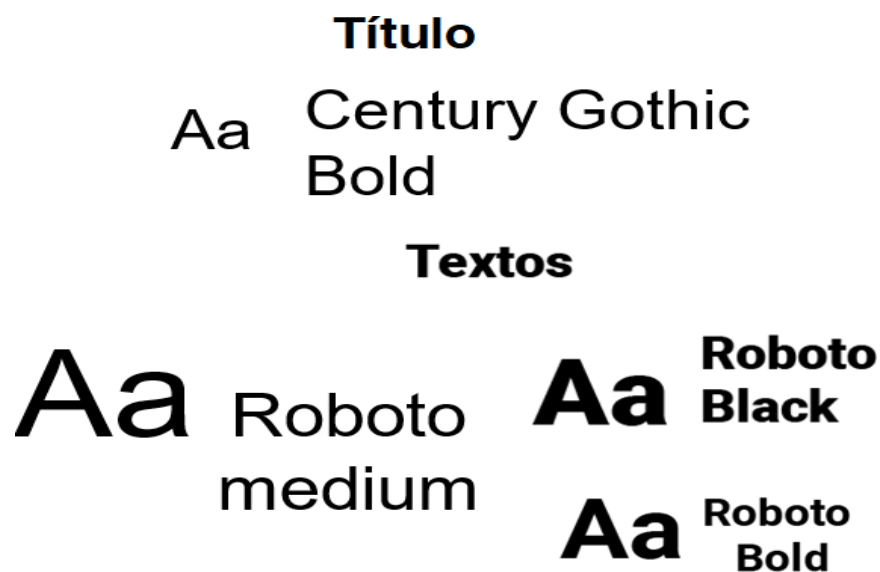 Título
Aa
Century Gothic
Bold
Textos
Aa
Roboto
medium
Aa
Roboto
Black
Aa
Roboto
Bold